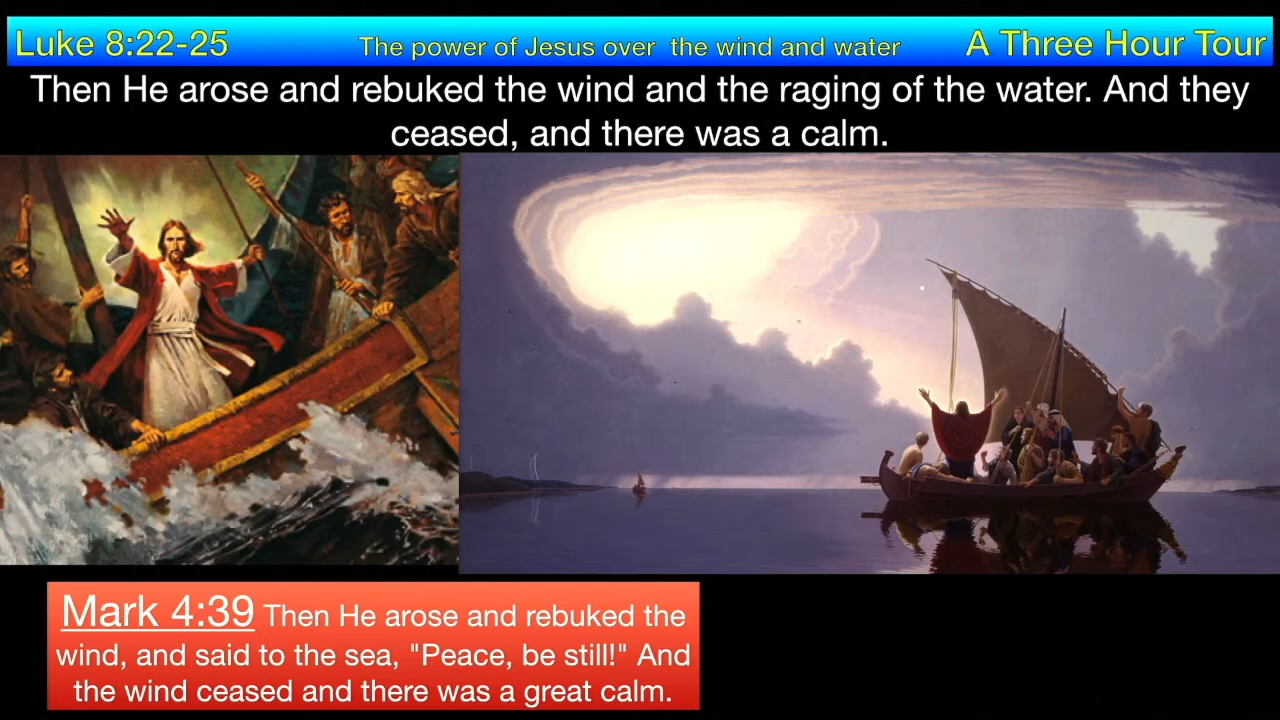 Luke 8:22-25 The power of Jesus over the wind and water A Three Hour Tour
Then He arose and rebuked the wind and the raging of the water. And they
ceased, and there was a calm.
Mark 4:39 Then He arose and rebuked the
wind, and said to the sea, "Peace, be still!" And
the wind ceased and there was a great calm.